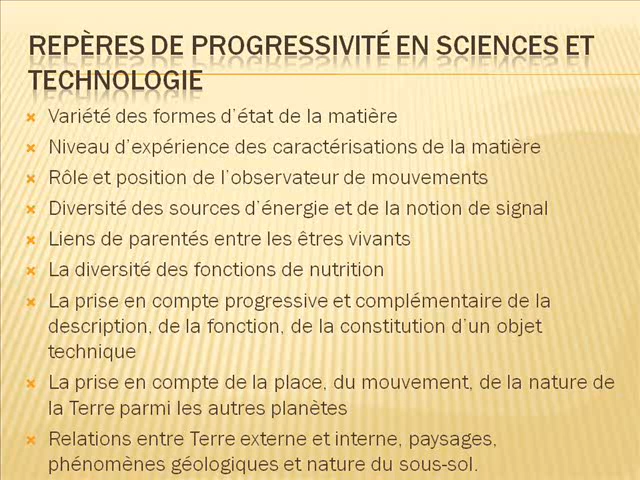 REPÈRES DE PROGRESSIVITÉ EN SCIENCES ET
TECHNOLOGIE
Variété des formes d’état de la matière
Niveau d’expérience des caractérisations de la matière
Rôle et position de l’observateur de mouvements
Diversité des sources d’énergie et de la notion de signal
Liens de parentés entre les êtres vivants
La diversité des fonctions de nutrition
La prise en compte progressive et complémentaire de la
description, de la fonction, de la constitution d’un objet
technique
La prise en compte de la place, du mouvement, de la nature de
la Terre parmi les autres planètes
Relations entre Terre externe et interne, paysages,
phénomènes géologiques et nature du sous-sol.